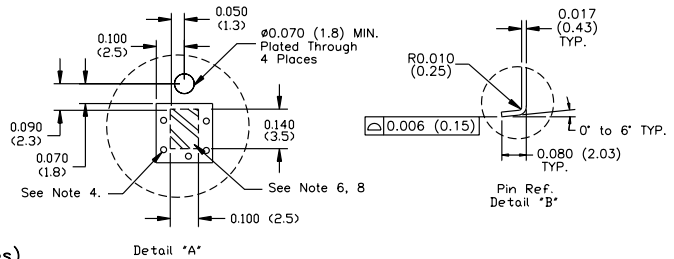 0.050
(1.3)
0.100
(2.5)
ø0.070 (1.8) MIN.
Plated Through
4 Places
0.090
(2.3)
0.070
(1.8)
0.140
(3.5)
See Note 4.
See Note 6, 8
0.100 (2.5)
Detail "A"
es)
0.017
(0.43)
TYP.
R0.010
(0.25)
⌓ 0.006 (0.15)
0° to 6° TYP.
0.080 (2.03)
TYP.
Pin Ref.
Detail "B"